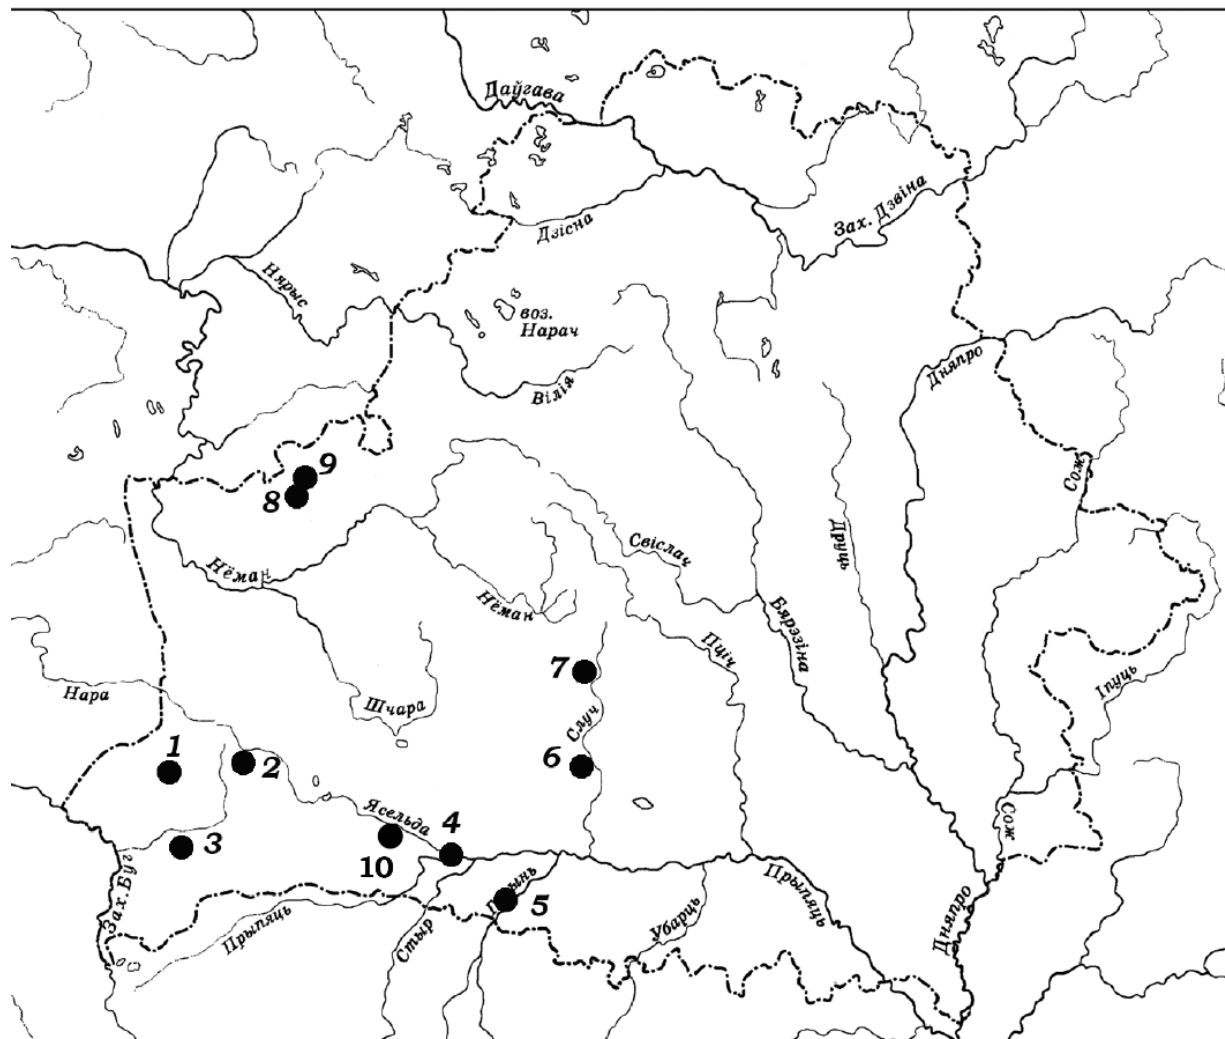 Даўгава
Зах. Дзвіна
Дзісна
Нярыс
воз.
Нарач
Дняпро
Вілія
Сож
9
8
Друць
Свіслач
Нёман
Нёман
Бярэзіна
Пціч
7
Іпуць
Нара
Шчара
Случ
1
2
6
Ясельда
Сож
4
3
10
Зах. Буг
5
Прыпяць
Прыпяць
Стыр
Убарць
Дняпро